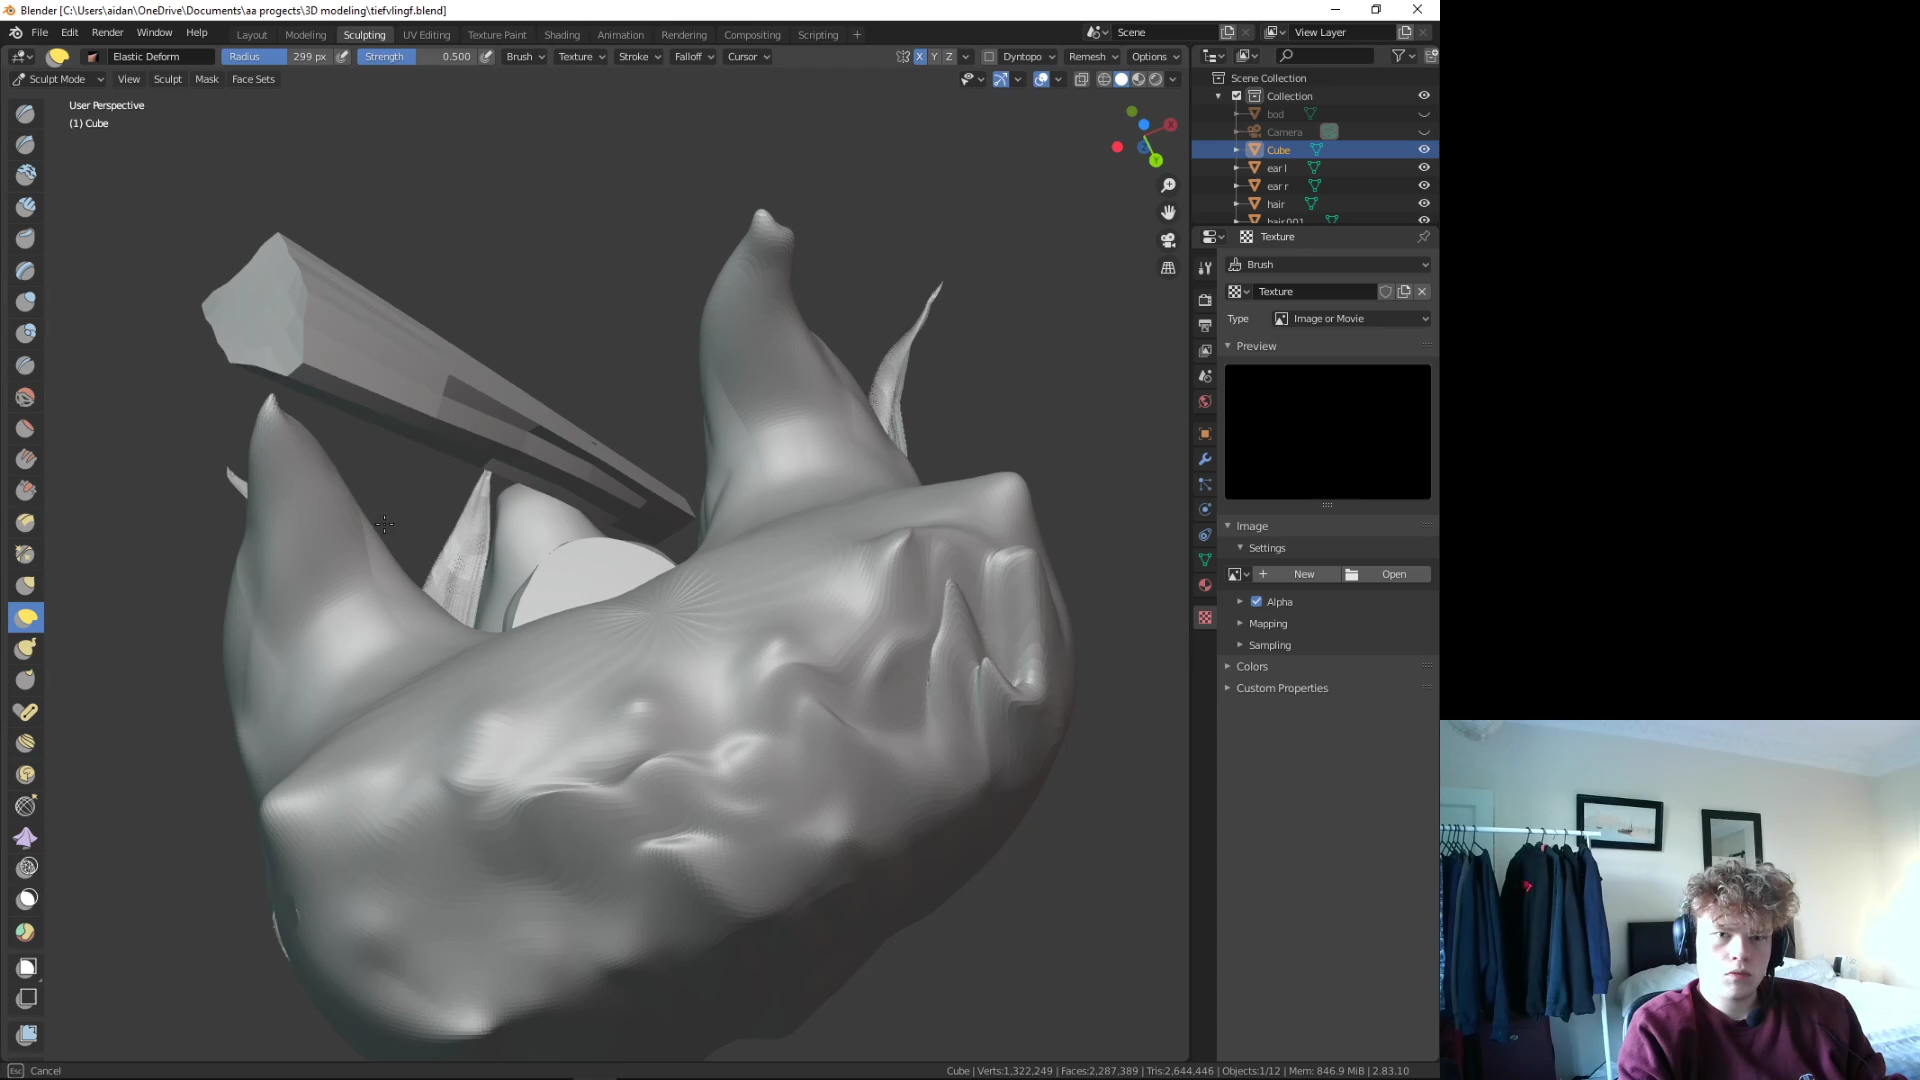 Blender [C:\Users\aidan\OneDrive\Documents\aa progects\3D modeling\tiefvlingf.blend]
File Edit Render Window Help Layout Modeling Sculpting UV Editing Texture Paint Shading Animation Rendering Compositing Scripting + Scene View Layer
Elastic Deform Radius 299 px Strength 0.500 Brush Texture Stroke Falloff Cursor X Y Z Dyntopo Remesh Options
Sculpt Mode View Sculpt Mask Face Sets
User Perspective
(1) Cube
X
Y
Z
Scene Collection
Collection
bod
Camera
Cube
ear l
ear r
hair
hair.001
Texture
Brush
Texture
Type Image or Movie
Preview
Image
Settings
+ New Open
Alpha
Mapping
Sampling
Colors
Custom Properties
Esc Cancel
Cube | Verts:1,322,249 | Faces:2,287,389 | Tris:2,644,446 | Objects:1/12 | Mem: 846.9 MiB | 2.83.10